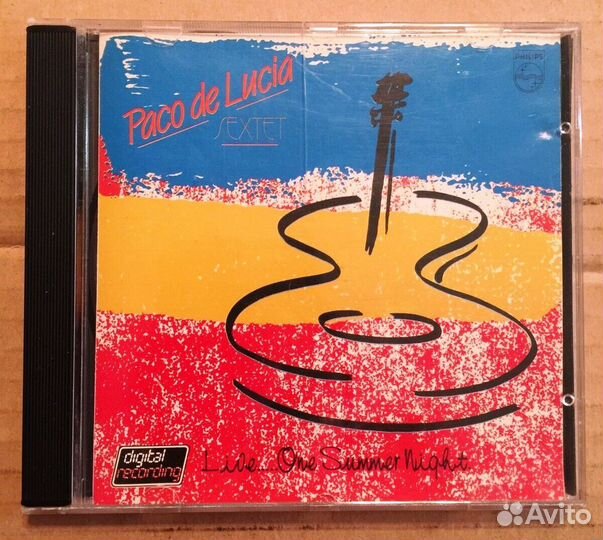 PHILIPS
Paco de Lucia
SEXTET
digital
recording
Live....One Summer Night
Avito